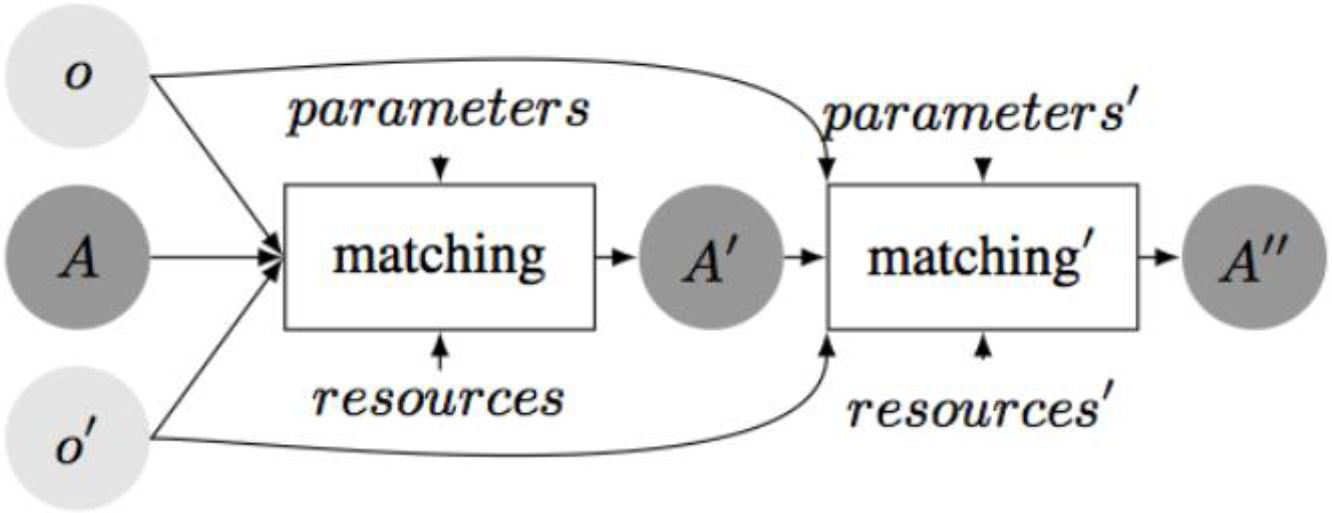 o
parameters
parameters′
A
matching
A′
matching′
A′′
resources
resources′
o′